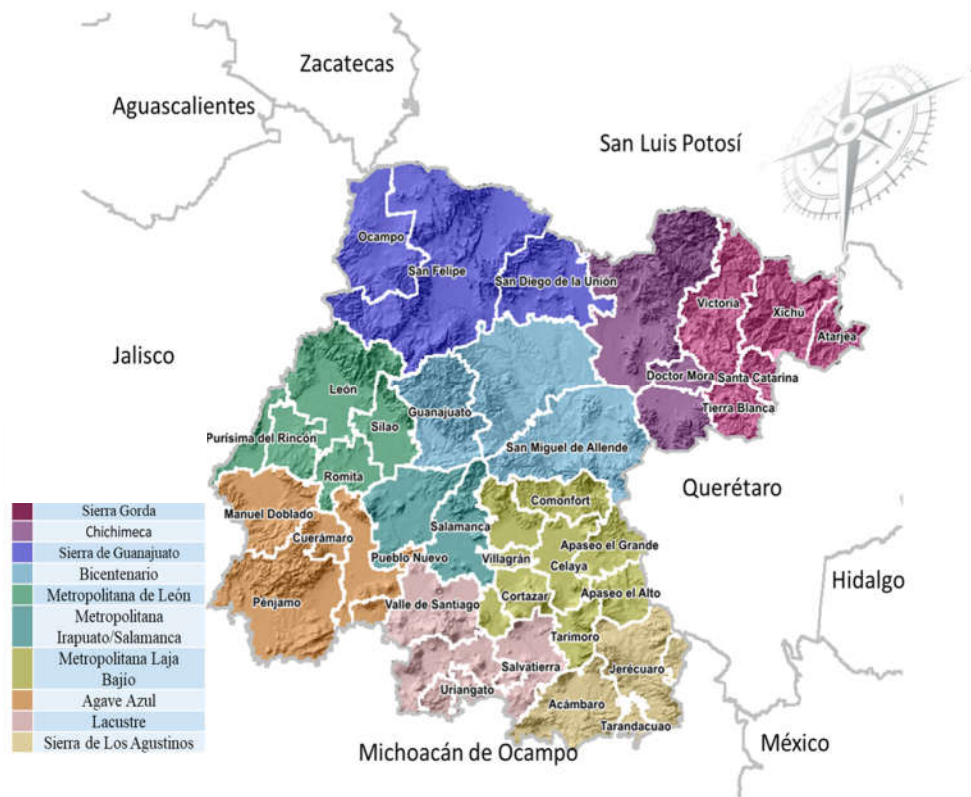 Zacatecas
Aguascalientes
San Luis Potosí
Ocampo
San Felipe
San Diego de la Unión
Victoria
Xichú
Atarjea
Jalisco
León
Doctor Mora
Santa Catarina
Guanajuato
Silao
Tierra Blanca
Purísima del Rincón
San Miguel de Allende
Romita
Querétaro
Comonfort
Manuel Doblado
Salamanca
Cuerámaro
Apaseo el Grande
Pueblo Nuevo
Villagrán
Celaya
Hidalgo
Pénjamo
Valle de Santiago
Cortazar
Apaseo el Alto
Tarimoro
Salvatierra
Jerécuaro
Uriangato
Acámbaro
Tarandacuao
Michoacán de Ocampo
México
Sierra Gorda
Chichimeca
Sierra de Guanajuato
Bicentenario
Metropolitana de León
Metropolitana
Irapuato/Salamanca
Metropolitana Laja
Bajío
Agave Azul
Lacustre
Sierra de Los Agustinos